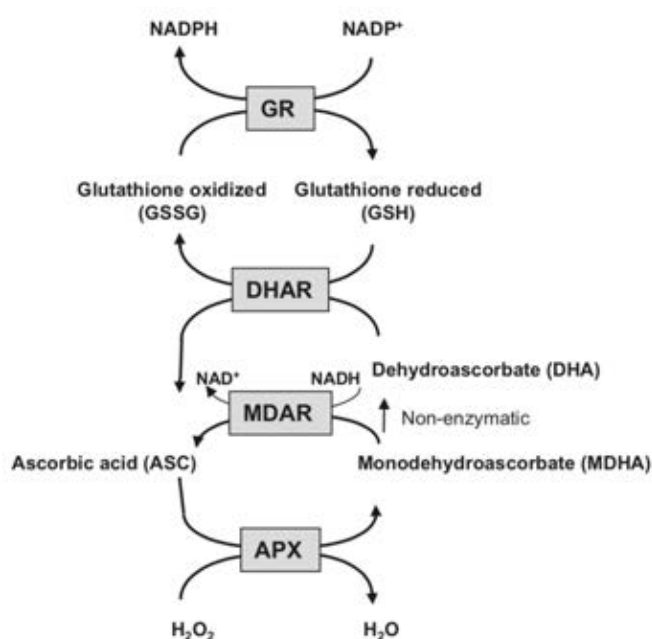 NADPH NADP⁺
GR
Glutathione oxidized Glutathione reduced
(GSSG) (GSH)
DHAR
Dehydroascorbate (DHA)
NAD⁺ NADH
MDAR
Non-enzymatic
Ascorbic acid (ASC) Monodehydroascorbate (MDHA)
APX
H₂O₂ H₂O